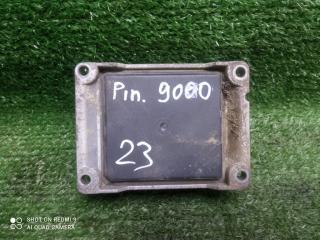 Pin. 9000
23
SHOT ON REDMI 9
AI QUAD CAMERA